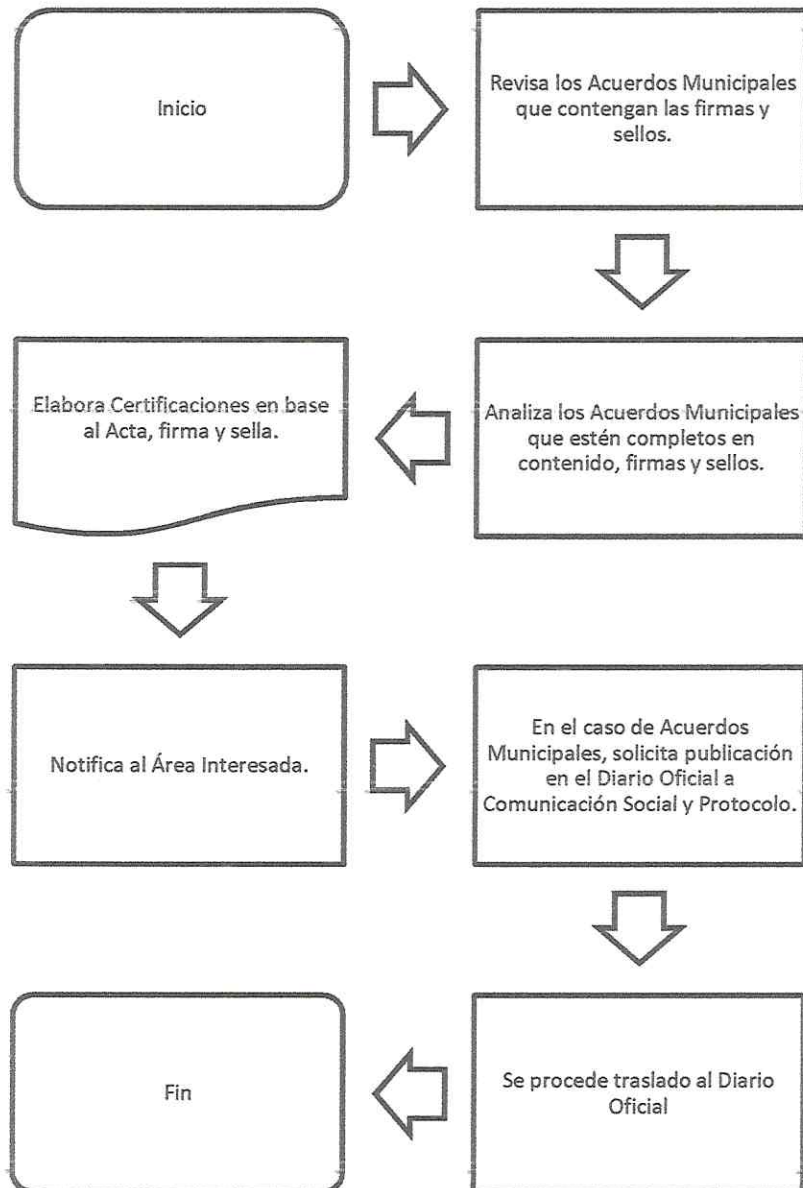 Inicio
Revisa los Acuerdos Municipales
que contengan las firmas y
sellos.
Analiza los Acuerdos Municipales
que estén completos en
contenido, firmas y sellos.
Elabora Certificaciones en base
al Acta, firma y sella.
Notifica al Área Interesada.
En el caso de Acuerdos
Municipales, solicita publicación
en el Diario Oficial a
Comunicación Social y Protocolo.
Se procede traslado al Diario
Oficial
Fin